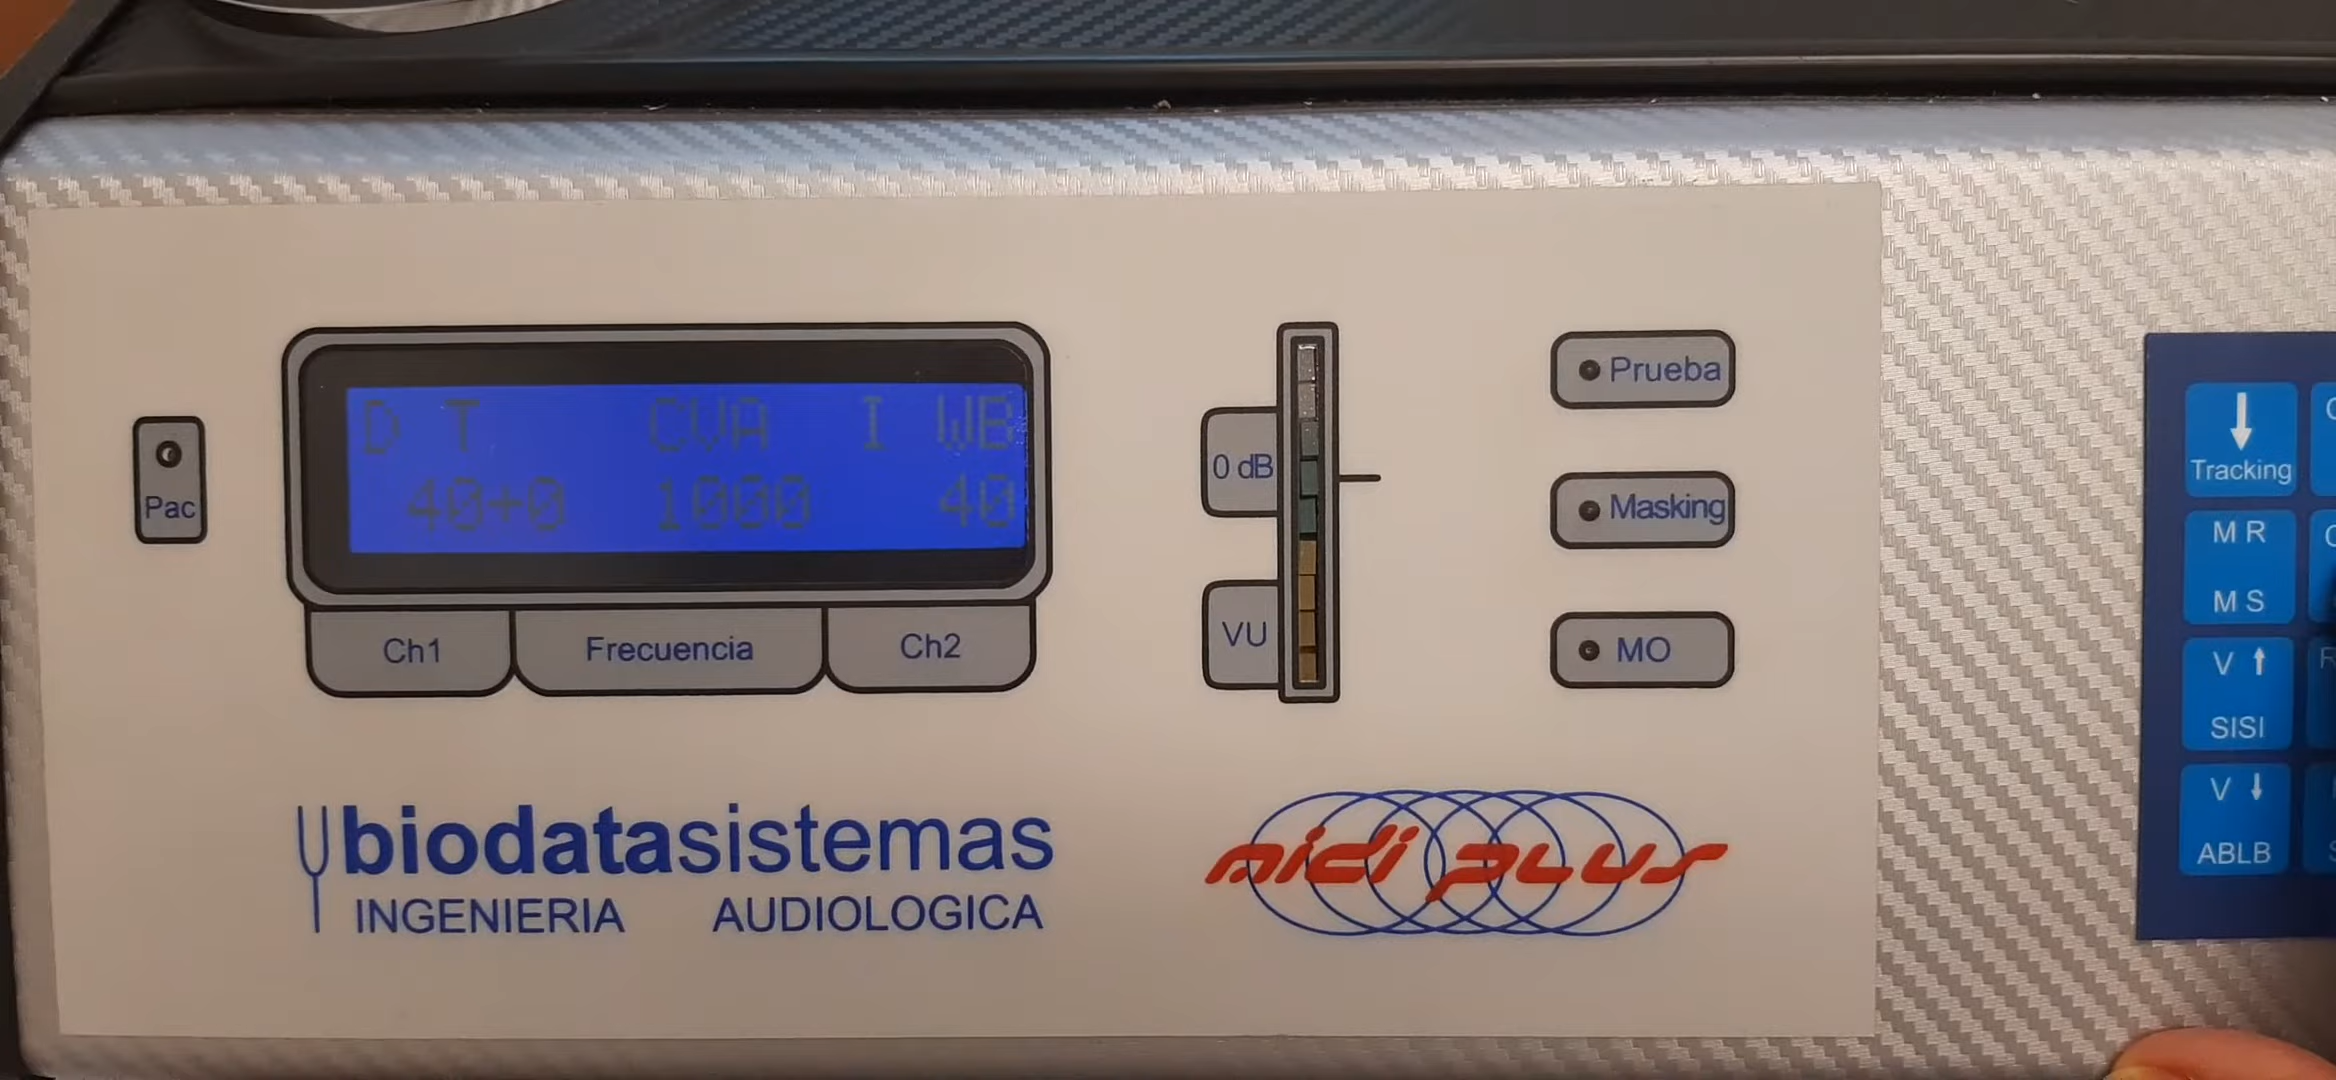 D T CVA I WB
40+0 1000 40
Pac
Ch1 Frecuencia Ch2
0 dB
VU
Prueba
Masking
MO
biodatasistemas
INGENIERIA AUDIOLOGICA
midi plus
↓
Tracking
M R
M S
V ↑
SISI
V ↓
ABLB